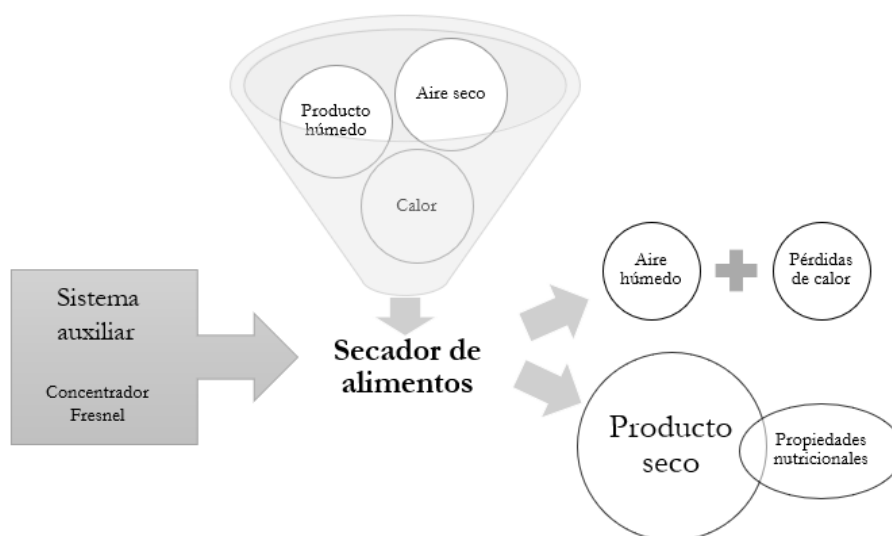 Producto
húmedo
Aire seco
Calor
Sistema
auxiliar
Concentrador
Fresnel
Secador de
alimentos
Aire
húmedo
Pérdidas
de calor
Producto
seco
Propiedades
nutricionales